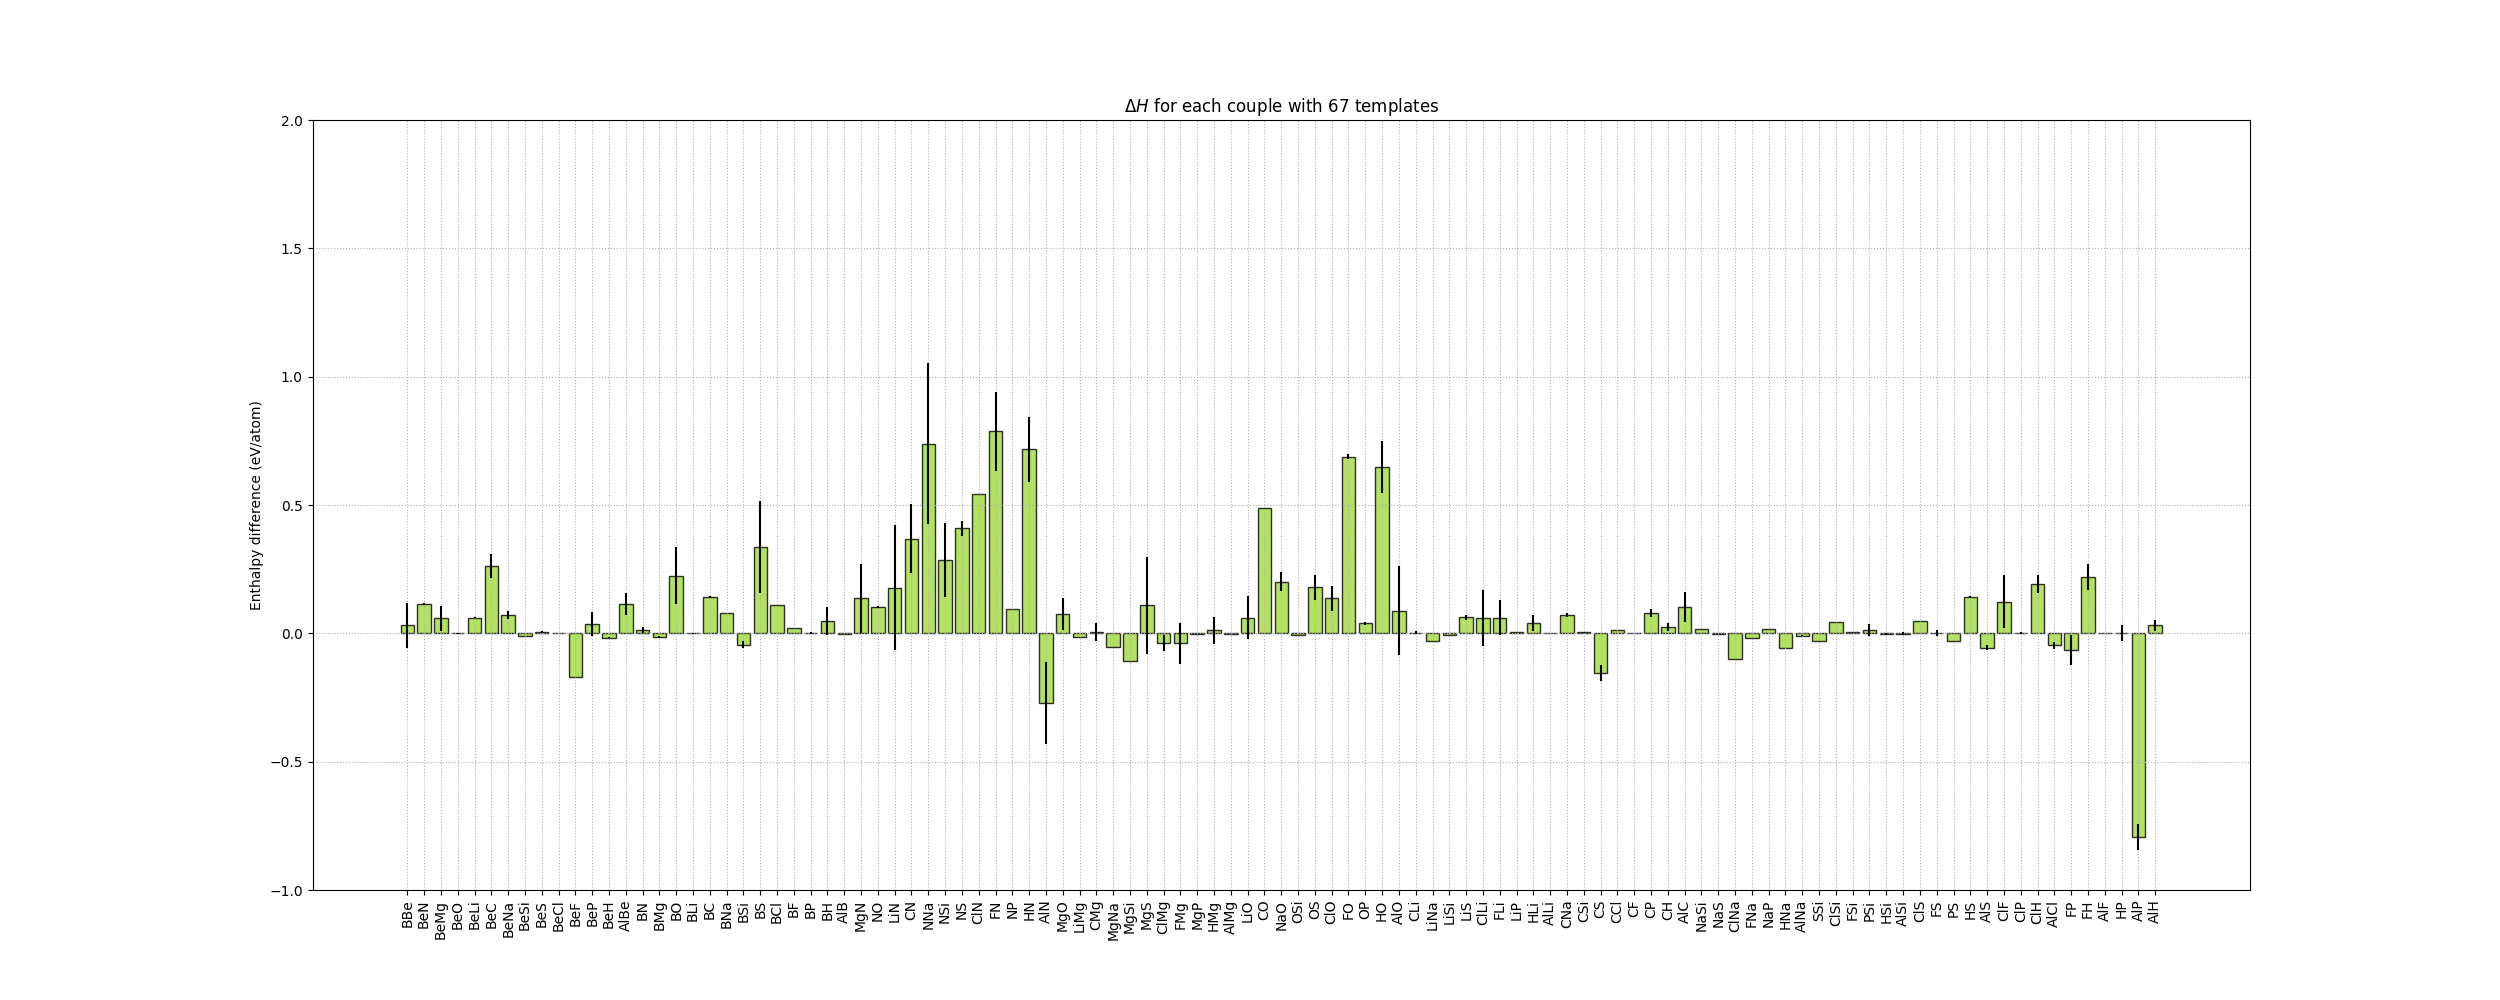 ΔH for each couple with 67 templates
2.0
1.5
1.0
0.5
0.0
−0.5
−1.0
Enthalpy difference (eV/atom)
BBe
BeN
BeMg
BeO
BeLi
BeC
BeNa
BeSi
BeS
BeCl
BeF
BeP
BeH
AlBe
BN
BMg
BO
BLi
BC
BNa
BSi
BS
BCl
BF
BP
BH
AlB
MgN
NO
LiN
CN
NNa
NSi
NS
ClN
FN
NP
HN
AlN
MgO
LiMg
CMg
MgNa
MgSi
MgS
ClMg
FMg
MgP
HMg
AlMg
LiO
CO
NaO
OSi
OS
ClO
FO
OP
HO
AlO
CLi
LiNa
LiSi
LiS
ClLi
FLi
LiP
HLi
AlLi
CNa
CSi
CS
CCl
CF
CP
CH
AlC
NaSi
NaS
ClNa
FNa
NaP
HNa
AlNa
SSi
ClSi
FSi
PSi
HSi
AlSi
ClS
FS
PS
HS
AlS
ClF
ClP
ClH
AlCl
FP
FH
AlF
HP
AlP
AlH